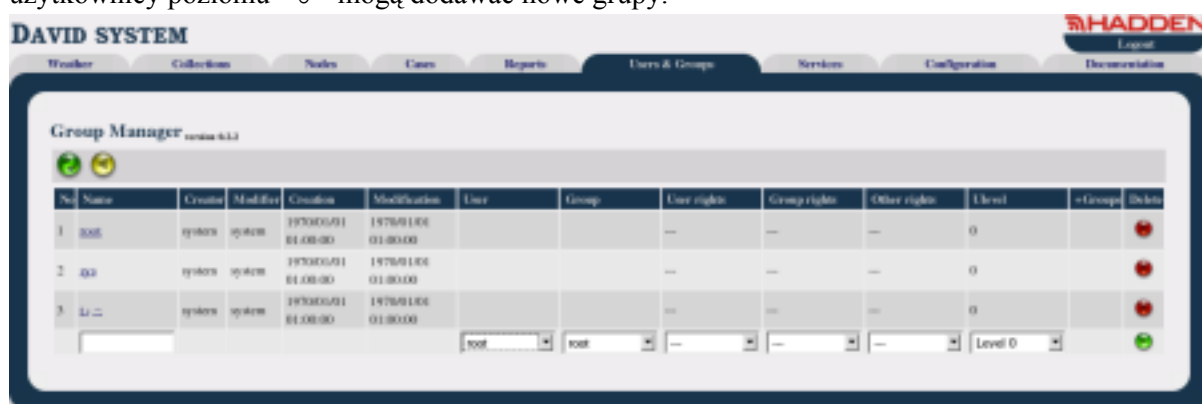 użytkownicy poziomu "0" mogą dodawać nowe grupy.
DAVID SYSTEM
HADDEN
Logout
Weather Collections Nodes Cases Reports Users & Groups Services Configuration Documentation
Group Manager
No Name Creator Modifier Creation Modification User Group User rights Group rights Other rights Ulevel +Groups Delete
1 root system system 1970/01/01 1970/01/01 --- --- --- 0
01:00:00 01:00:00
2 system system 1970/01/01 1970/01/01 --- --- --- 0
01:00:00 01:00:00
3 system system 1970/01/01 1970/01/01 --- --- --- 0
01:00:00 01:00:00
root root --- --- --- Level 0